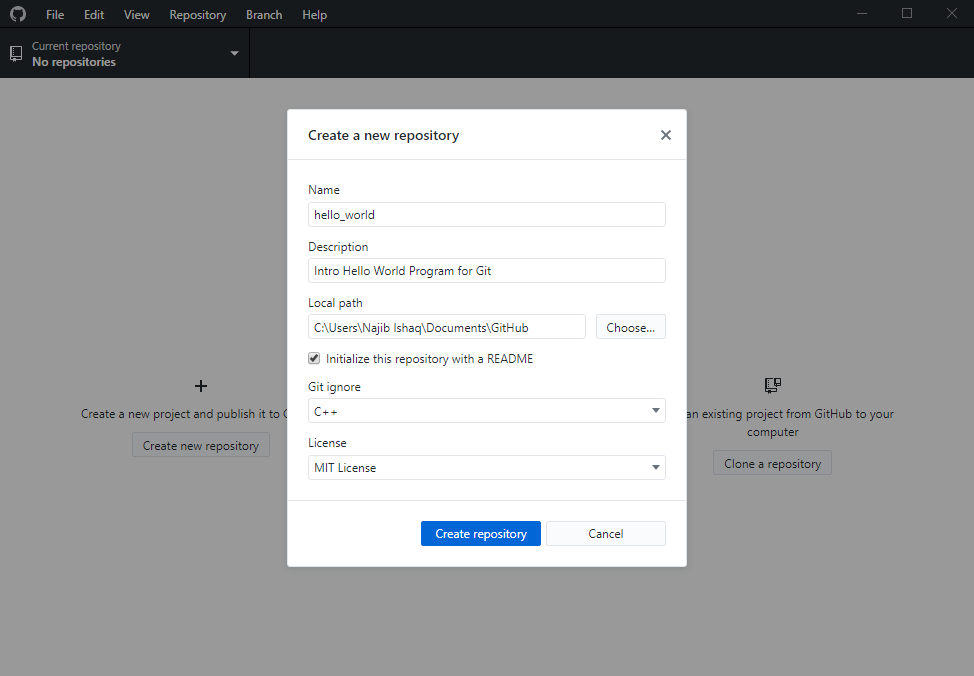 File Edit View Repository Branch Help
Current repository
No repositories
Create a new repository
Name
hello_world
Description
Intro Hello World Program for Git
Local path
C:\Users\Najib Ishaq\Documents\GitHub
Choose...
Initialize this repository with a README
Git ignore
C++
License
MIT License
Create repository
Cancel
Create a new project and publish it to
Create new repository
an existing project from GitHub to your
computer
Clone a repository